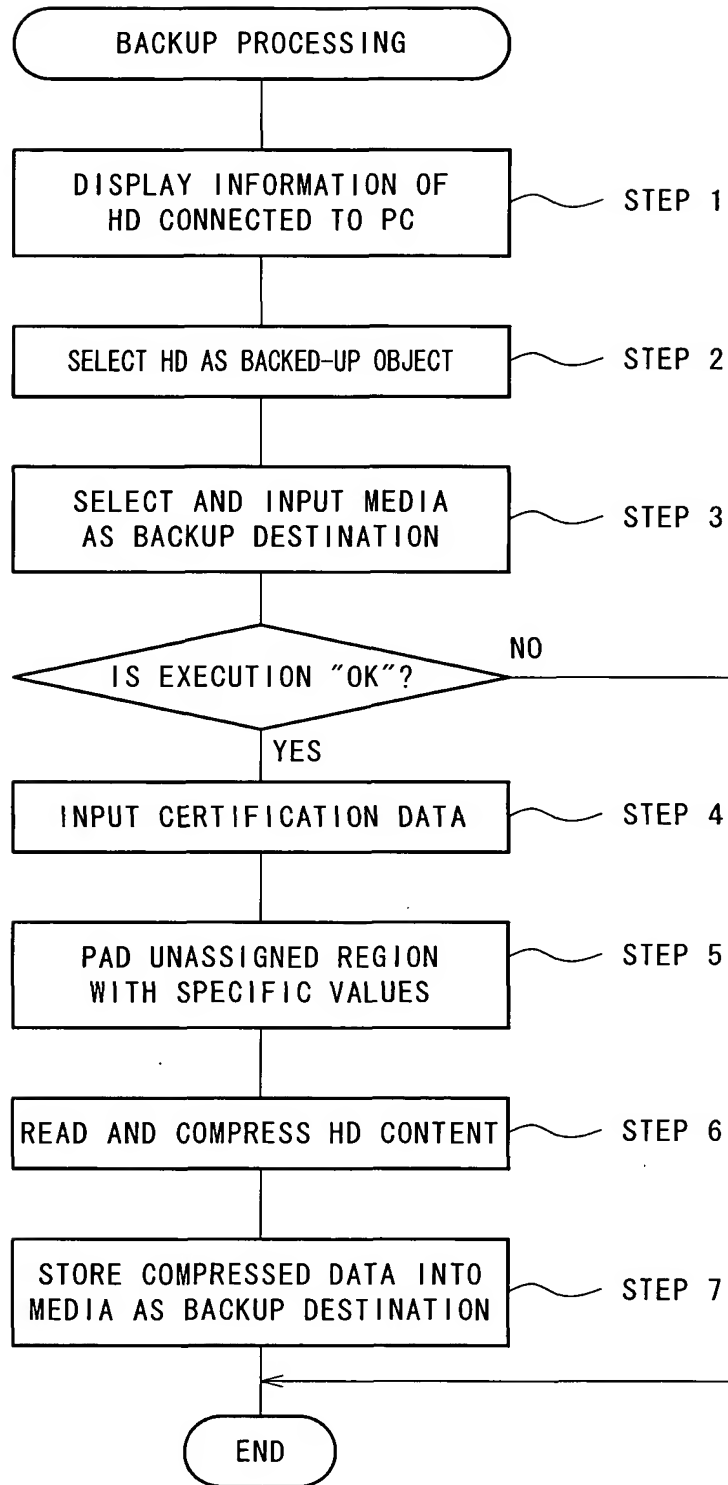 BACKUP PROCESSING
DISPLAY INFORMATION OF
HD CONNECTED TO PC
STEP 1
SELECT HD AS BACKED-UP OBJECT
STEP 2
SELECT AND INPUT MEDIA
AS BACKUP DESTINATION
STEP 3
IS EXECUTION "OK"?
NO
YES
INPUT CERTIFICATION DATA
STEP 4
PAD UNASSIGNED REGION
WITH SPECIFIC VALUES
STEP 5
READ AND COMPRESS HD CONTENT
STEP 6
STORE COMPRESSED DATA INTO
MEDIA AS BACKUP DESTINATION
STEP 7
END